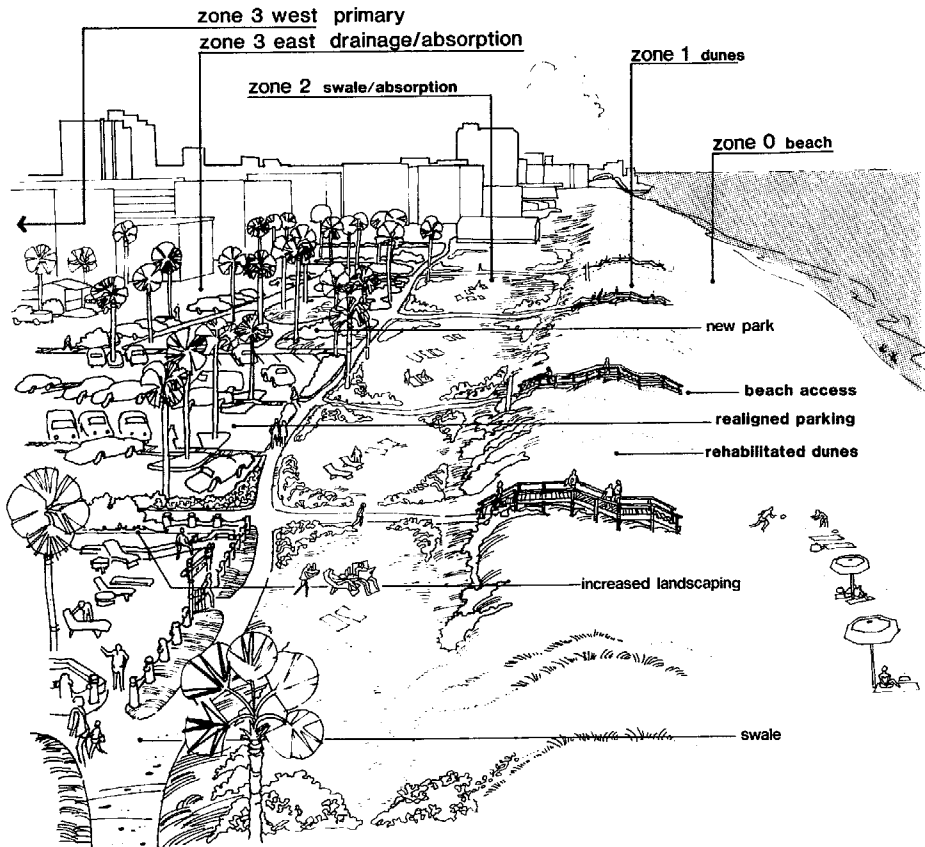 zone 3 west primary
zone 3 east drainage/absorption
zone 1 dunes
zone 2 swale/absorption
zone 0 beach
new park
beach access
realigned parking
rehabilitated dunes
increased landscaping
swale